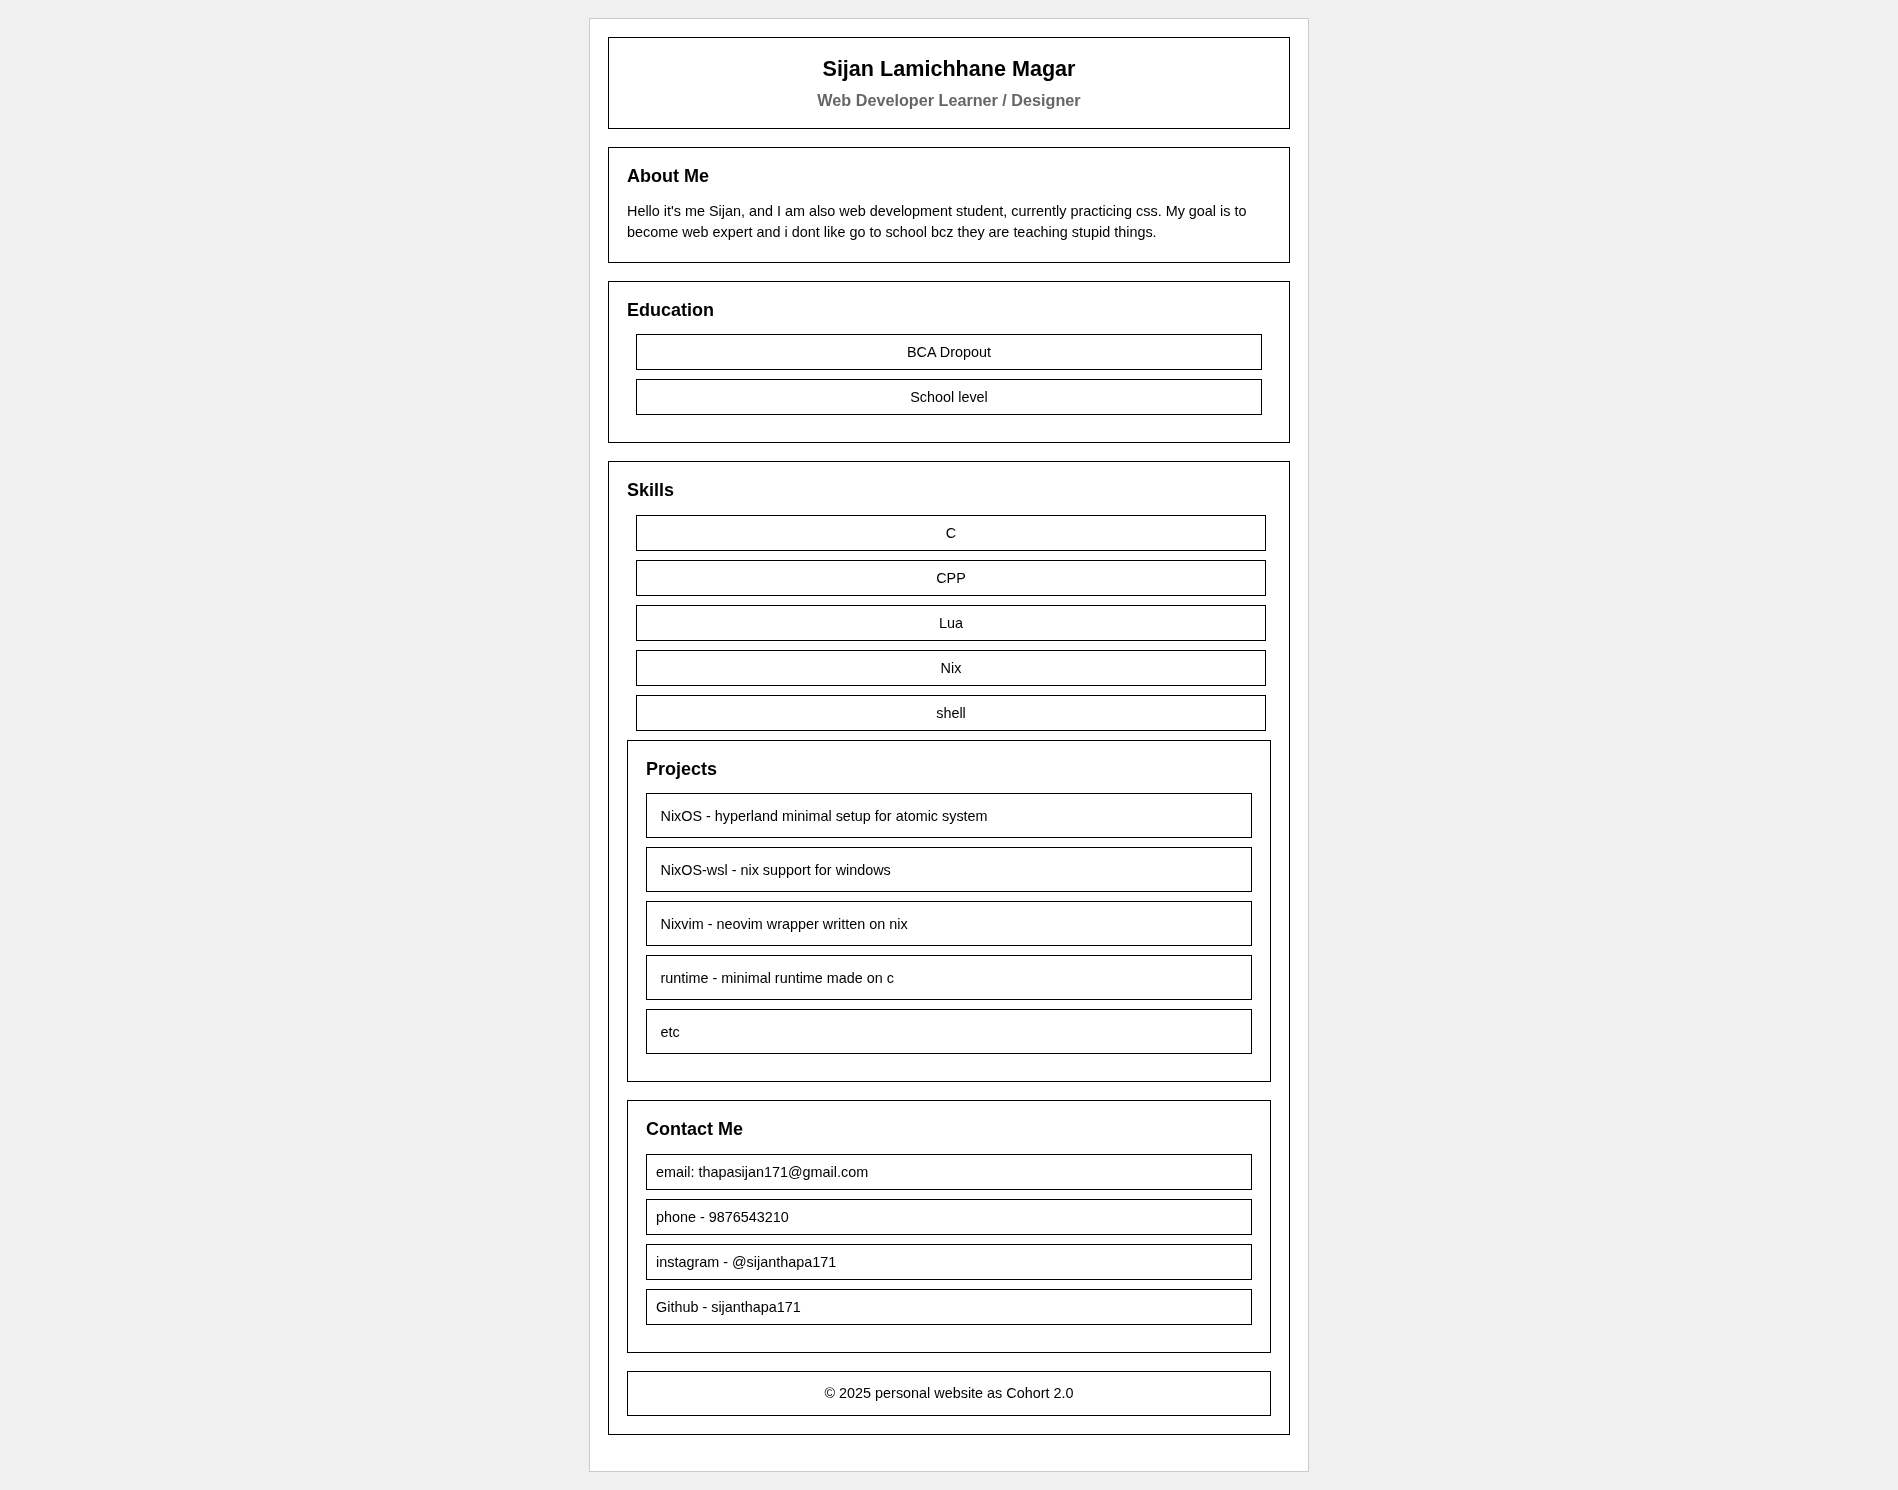 Sijan Lamichhane Magar
Web Developer Learner / Designer
About Me
Hello it's me Sijan, and I am also web development student, currently practicing css. My goal is to
become web expert and i dont like go to school bcz they are teaching stupid things.
Education
BCA Dropout
School level
Skills
C
CPP
Lua
Nix
shell
Projects
NixOS - hyperland minimal setup for atomic system
NixOS-wsl - nix support for windows
Nixvim - neovim wrapper written on nix
runtime - minimal runtime made on c
etc
Contact Me
email: thapasijan171@gmail.com
phone - 9876543210
instagram - @sijanthapa171
Github - sijanthapa171
© 2025 personal website as Cohort 2.0